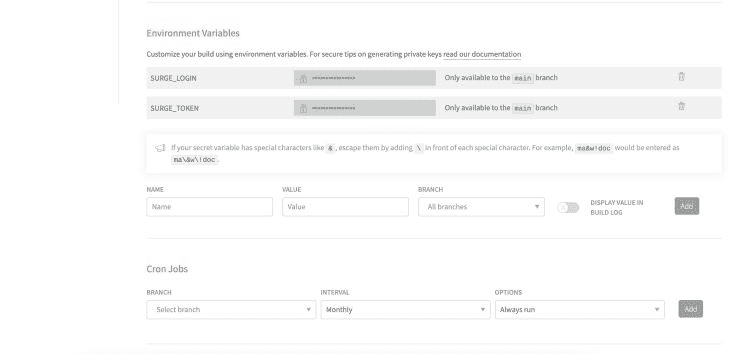 Environment Variables
Customize your build using environment variables. For secure tips on generating private keys read our documentation
SURGE_LOGIN •••••••••••••••• Only available to the main branch
SURGE_TOKEN •••••••••••••••• Only available to the main branch
If your secret variable has special characters like & , escape them by adding \ in front of each special character. For example, ma&w!doc would be entered as
ma\&w\!doc .
NAME VALUE BRANCH
Name Value All branches DISPLAY VALUE IN
BUILD LOG Add
Cron Jobs
BRANCH INTERVAL OPTIONS
Select branch Monthly Always run Add